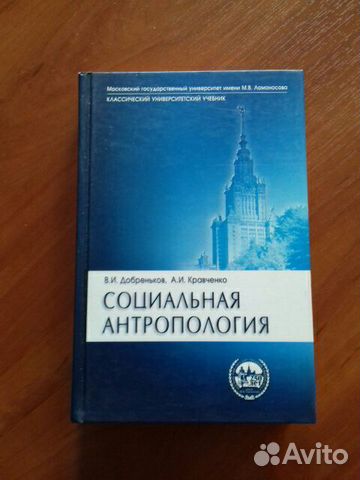 Московский государственный университет имени М.В. Ломоносова
КЛАССИЧЕСКИЙ УНИВЕРСИТЕТСКИЙ УЧЕБНИК
В.И. Добреньков, А.И. Кравченко
СОЦИАЛЬНАЯ
АНТРОПОЛОГИЯ
Avito